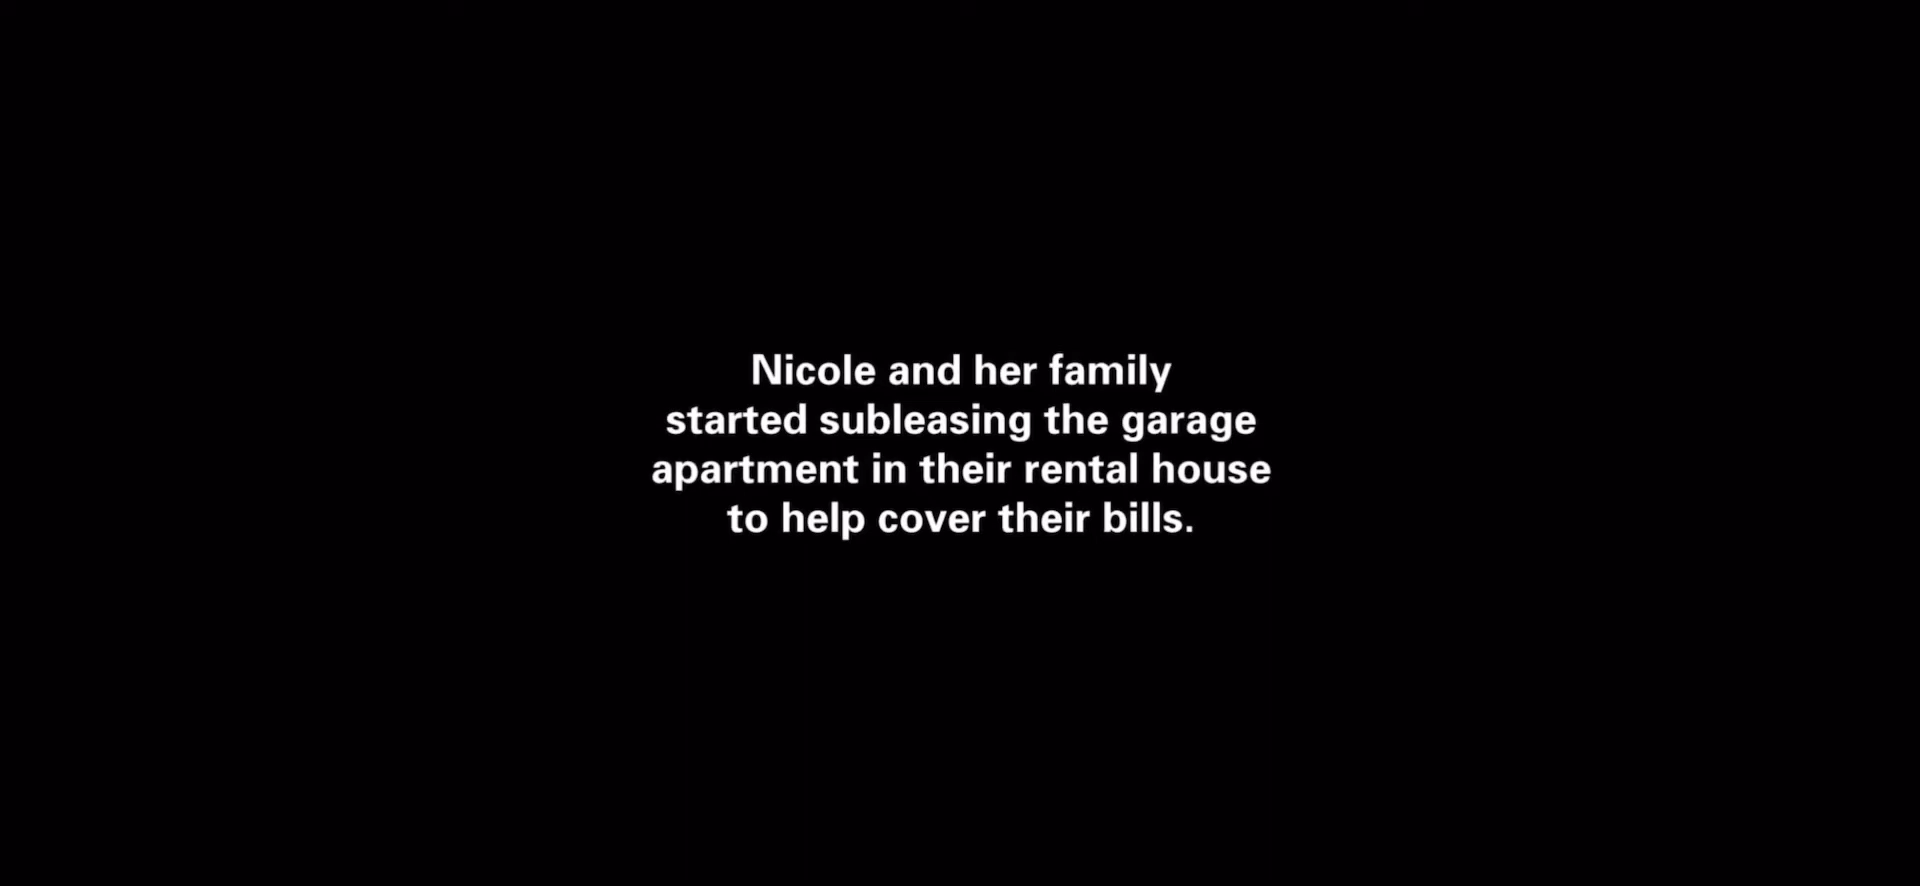 Nicole and her family
started subleasing the garage
apartment in their rental house
to help cover their bills.